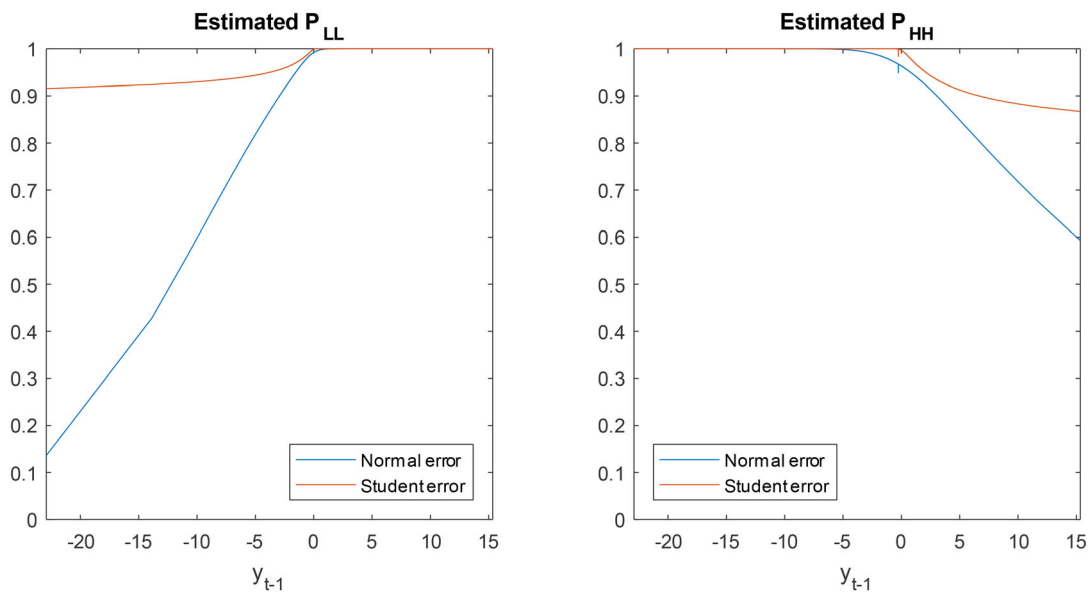 Estimated P LL
1
0.9
0.8
0.7
0.6
0.5
0.4
0.3
0.2
0.1
0
-20 -15 -10 -5 0 5 10 15
y t-1
Normal error
Student error
Estimated P HH
1
0.9
0.8
0.7
0.6
0.5
0.4
0.3
0.2
0.1
0
-20 -15 -10 -5 0 5 10 15
y t-1
Normal error
Student error